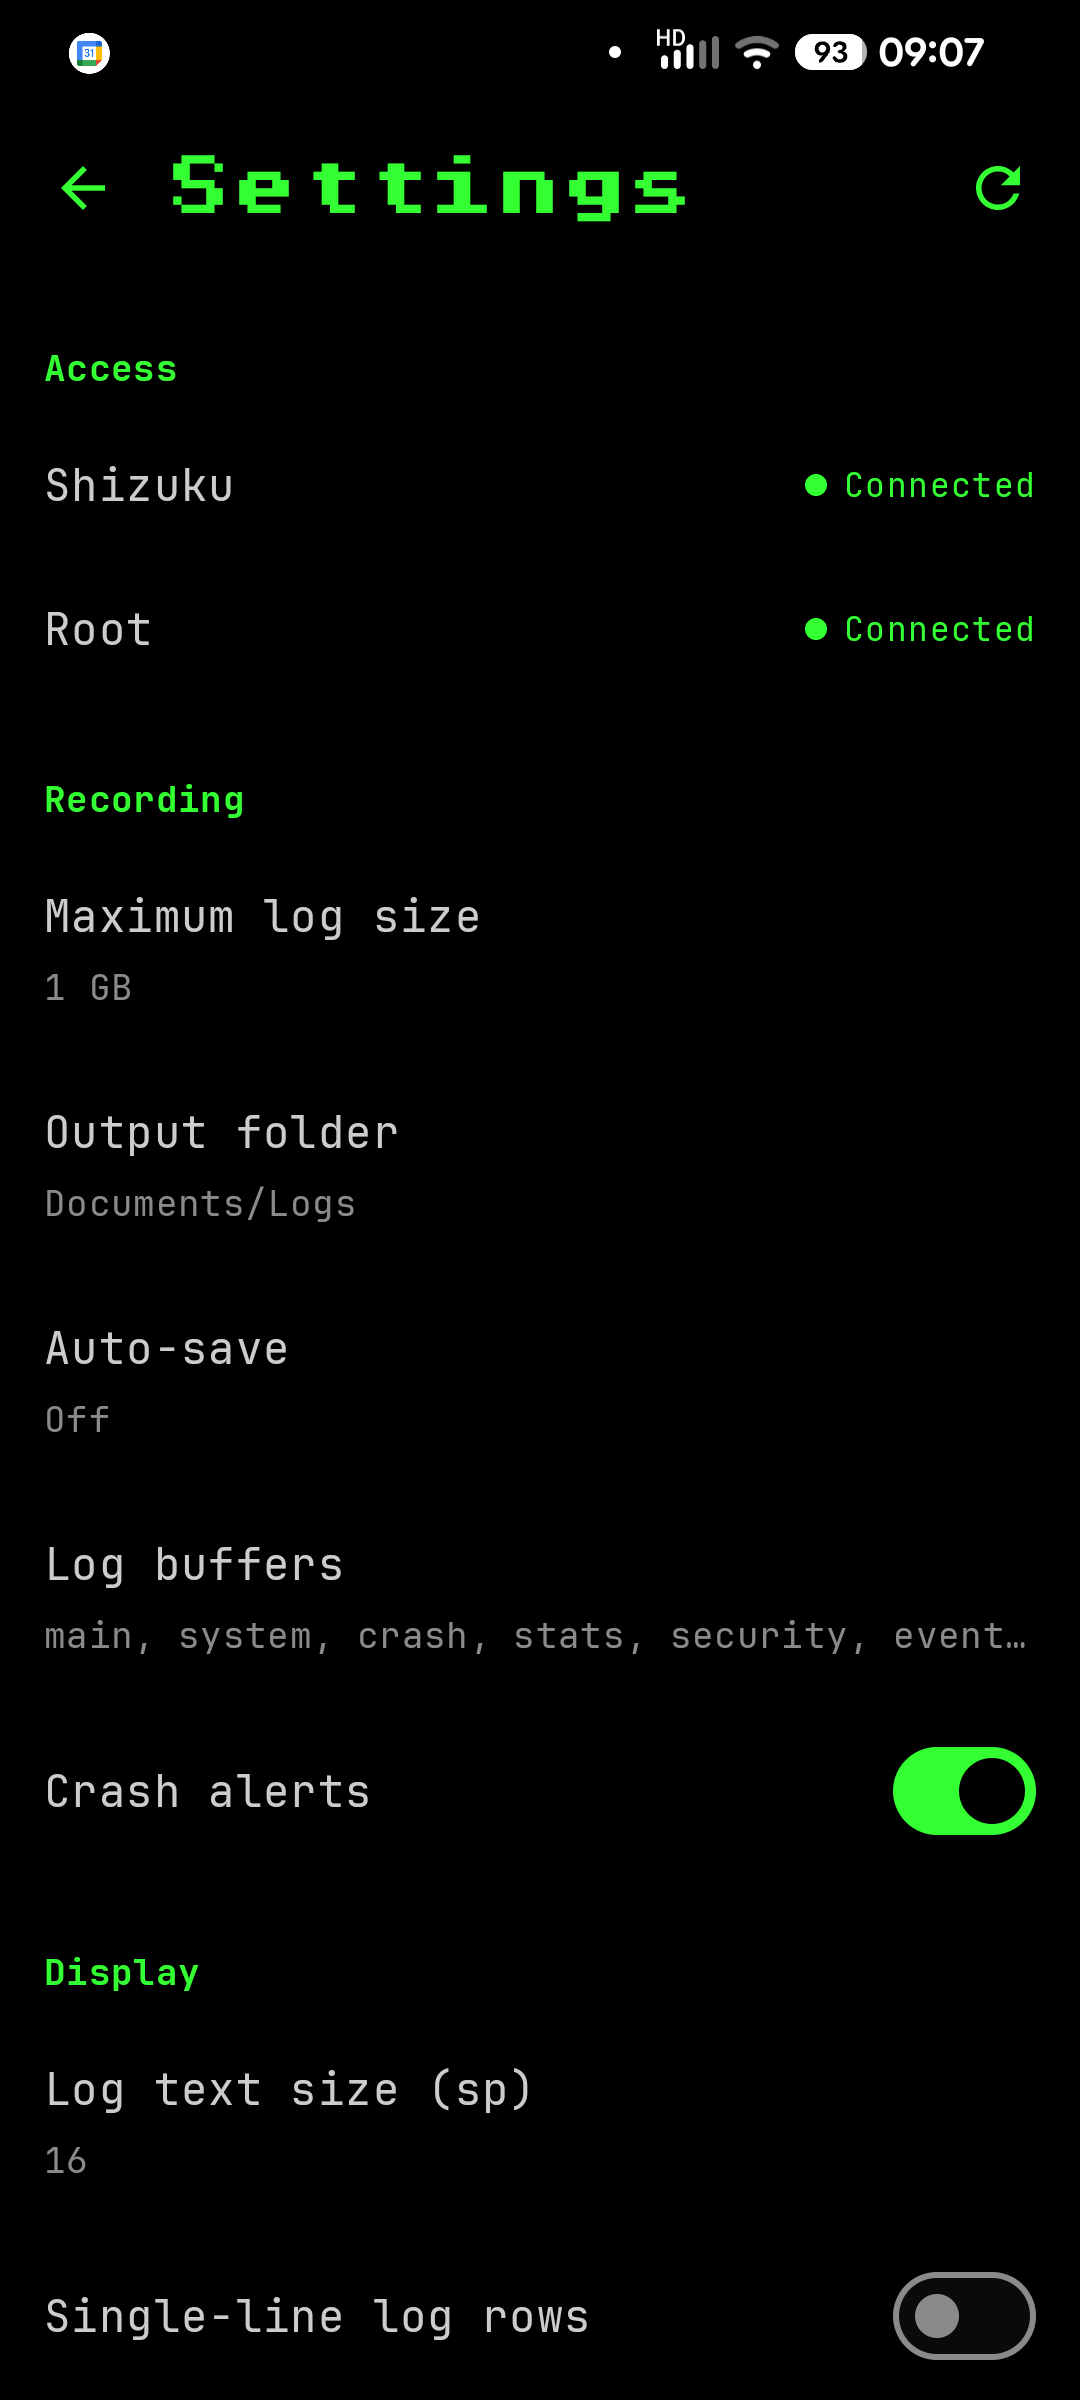 31 HD 93 09:07
Settings
Access
Shizuku Connected
Root Connected
Recording
Maximum log size
1 GB
Output folder
Documents/Logs
Auto-save
Off
Log buffers
main, system, crash, stats, security, event…
Crash alerts
Display
Log text size (sp)
16
Single-line log rows